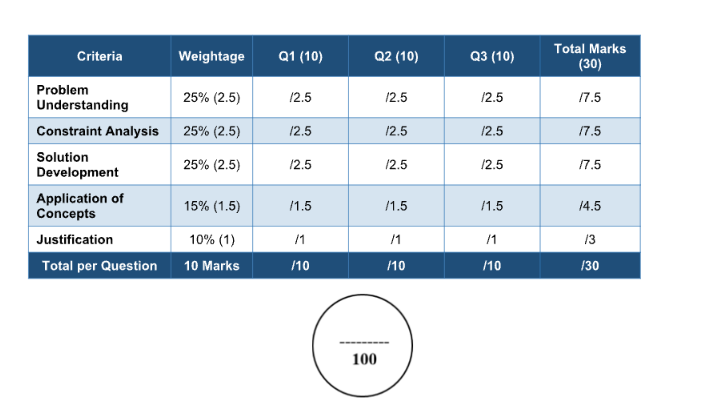 Criteria Weightage Q1 (10) Q2 (10) Q3 (10) Total Marks (30)
Problem Understanding 25% (2.5) /2.5 /2.5 /2.5 /7.5
Constraint Analysis 25% (2.5) /2.5 /2.5 /2.5 /7.5
Solution Development 25% (2.5) /2.5 /2.5 /2.5 /7.5
Application of Concepts 15% (1.5) /1.5 /1.5 /1.5 /4.5
Justification 10% (1) /1 /1 /1 /3
Total per Question 10 Marks /10 /10 /10 /30
---------
100